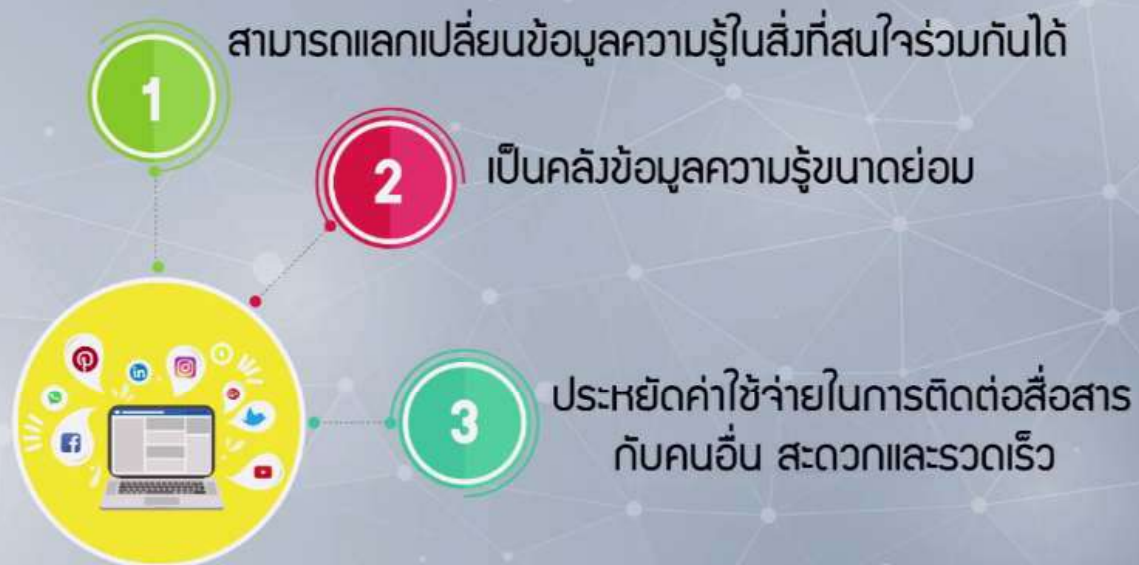 1
สามารถแลกเปลี่ยนข้อมูลความรู้ในสิ่งที่สนใจร่วมกันได้
2
เป็นคลังข้อมูลความรู้ขนาดย่อม
3
ประหยัดค่าใช้จ่ายในการติดต่อสื่อสาร
กับคนอื่น สะดวกและรวดเร็ว